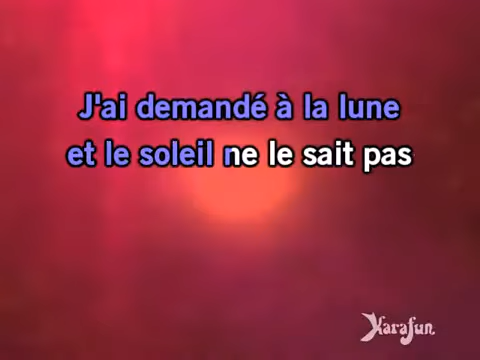 J'ai demandé à la lune
et le soleil ne le sait pas
Karafun